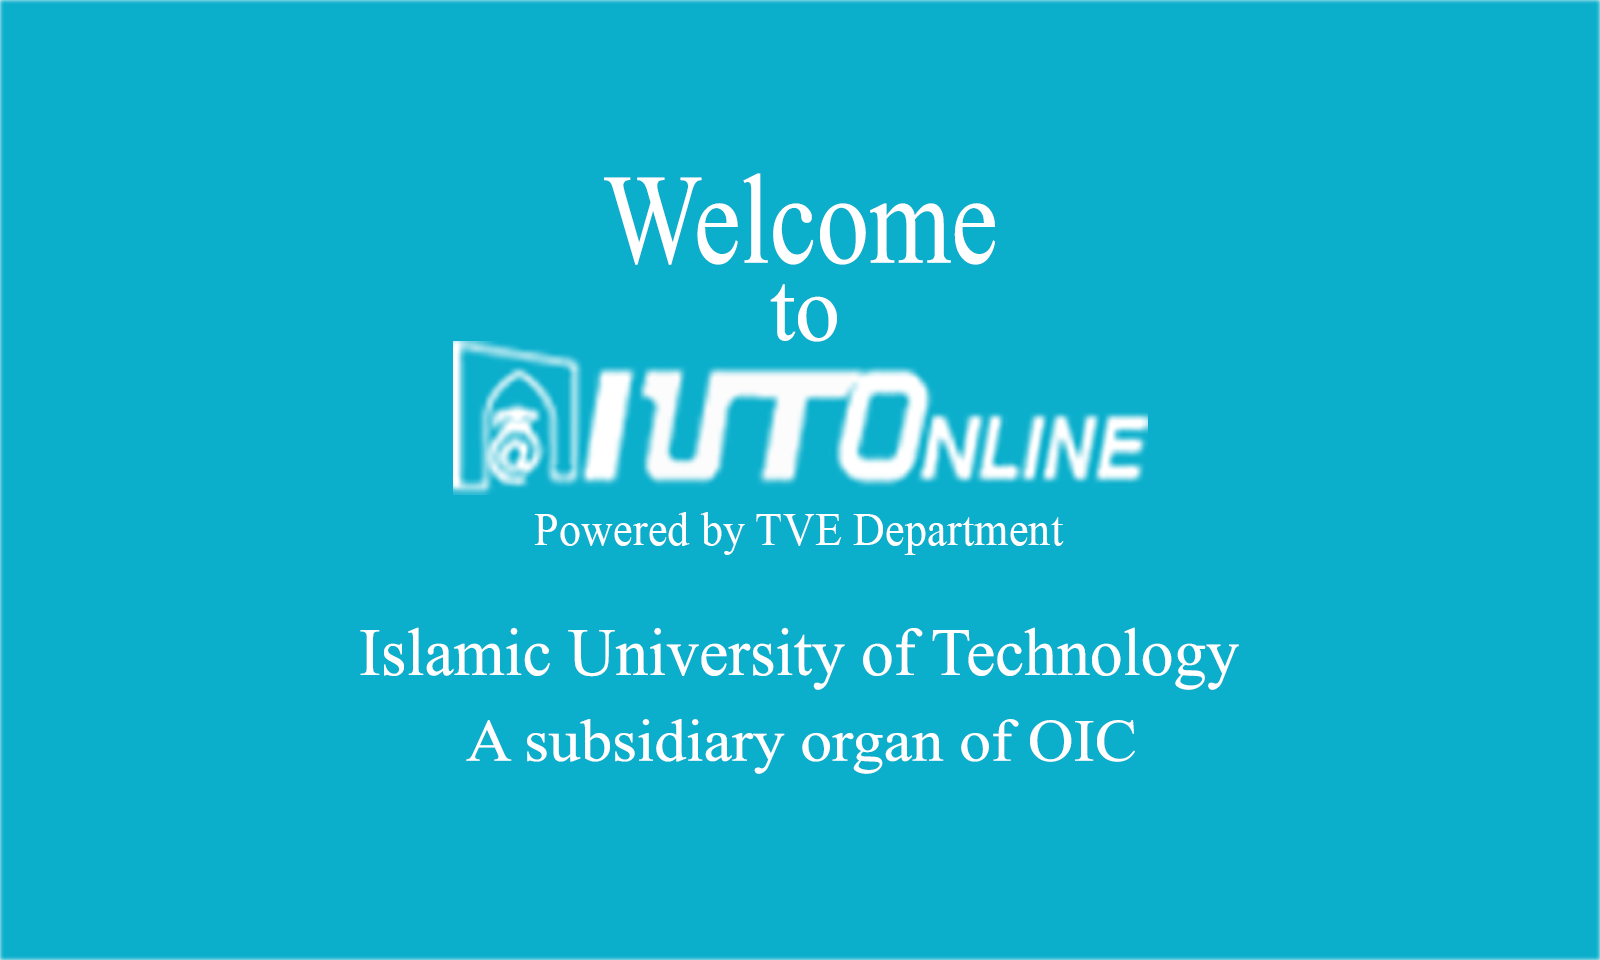 Welcome
to
IUTONLINE
Powered by TVE Department
Islamic University of Technology
A subsidiary organ of OIC